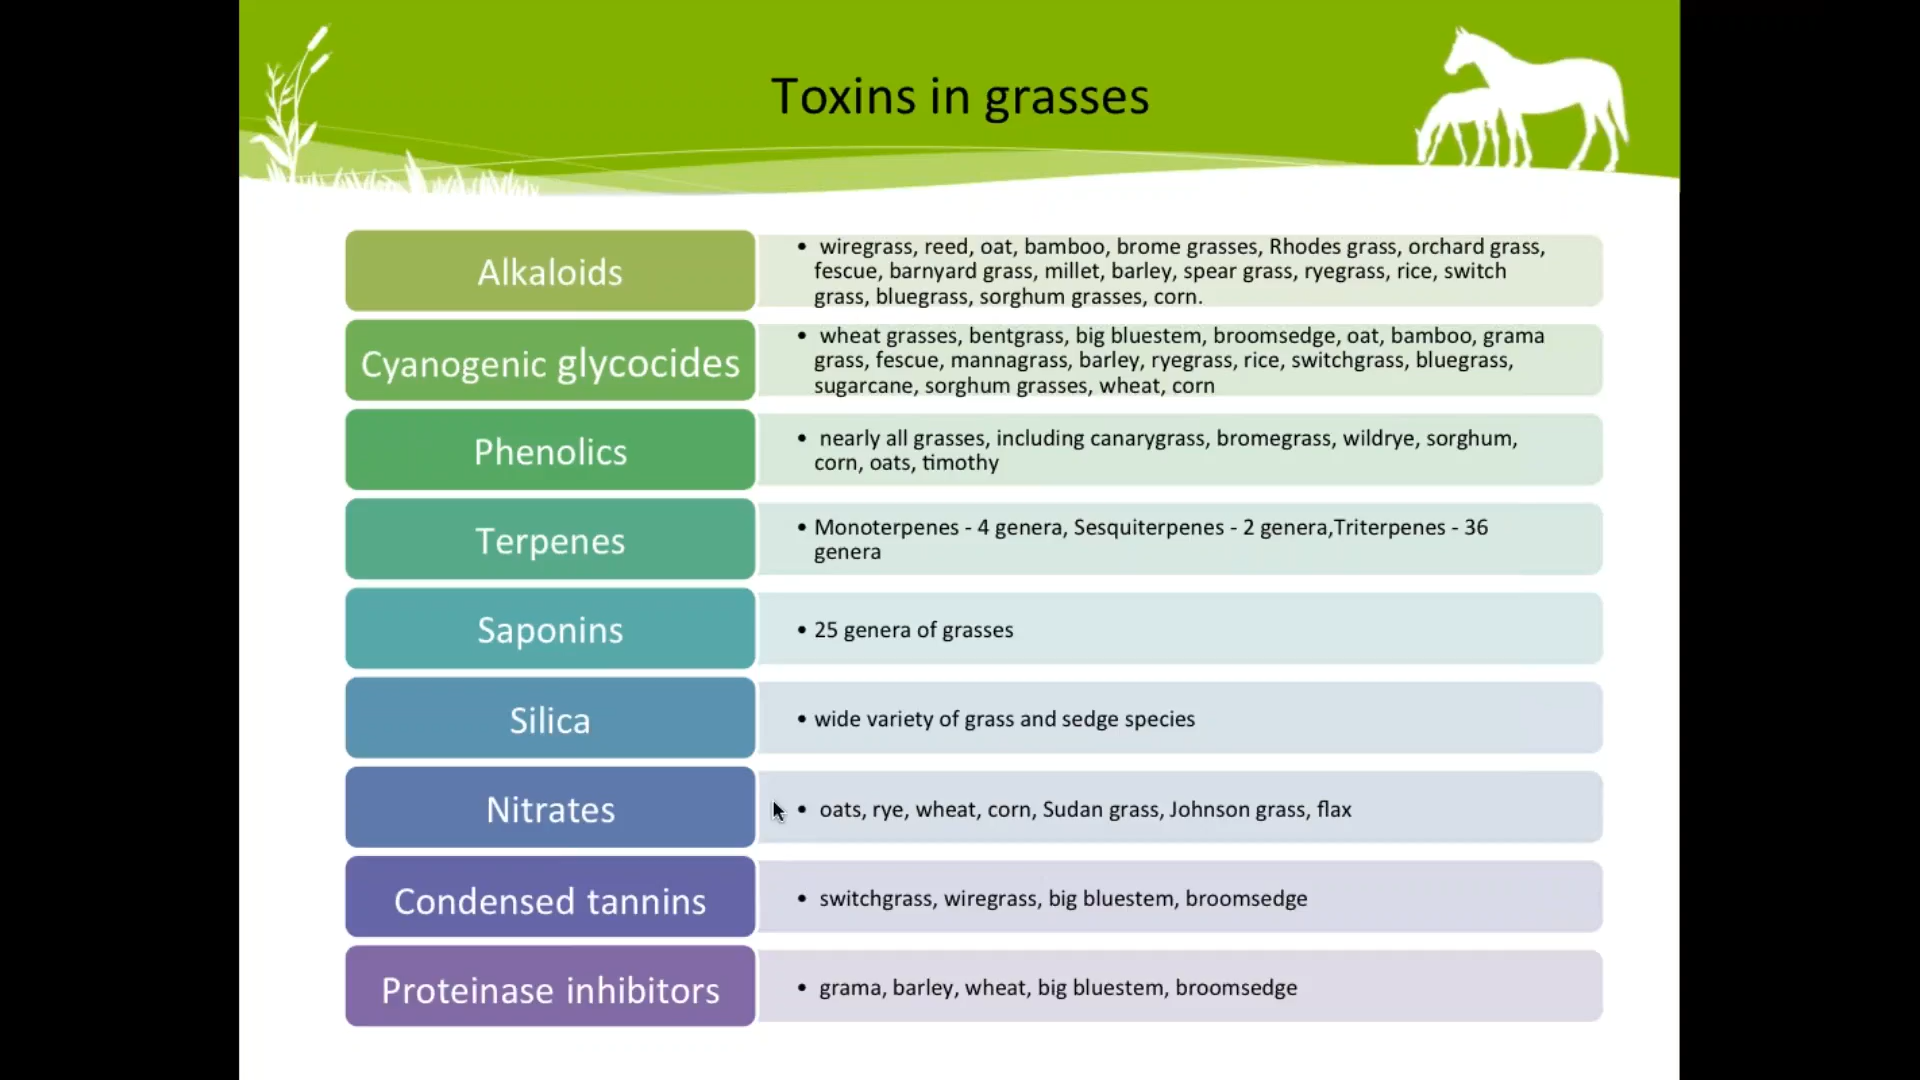 Toxins in grasses
Alkaloids
• wiregrass, reed, oat, bamboo, brome grasses, Rhodes grass, orchard grass,
fescue, barnyard grass, millet, barley, spear grass, ryegrass, rice, switch
grass, bluegrass, sorghum grasses, corn.
Cyanogenic glycocides
• wheat grasses, bentgrass, big bluestem, broomsedge, oat, bamboo, grama
grass, fescue, mannagrass, barley, ryegrass, rice, switchgrass, bluegrass,
sugarcane, sorghum grasses, wheat, corn
Phenolics
• nearly all grasses, including canarygrass, bromegrass, wildrye, sorghum,
corn, oats, timothy
Terpenes
• Monoterpenes - 4 genera, Sesquiterpenes - 2 genera,Triterpenes - 36
genera
Saponins
• 25 genera of grasses
Silica
• wide variety of grass and sedge species
Nitrates
• oats, rye, wheat, corn, Sudan grass, Johnson grass, flax
Condensed tannins
• switchgrass, wiregrass, big bluestem, broomsedge
Proteinase inhibitors
• grama, barley, wheat, big bluestem, broomsedge